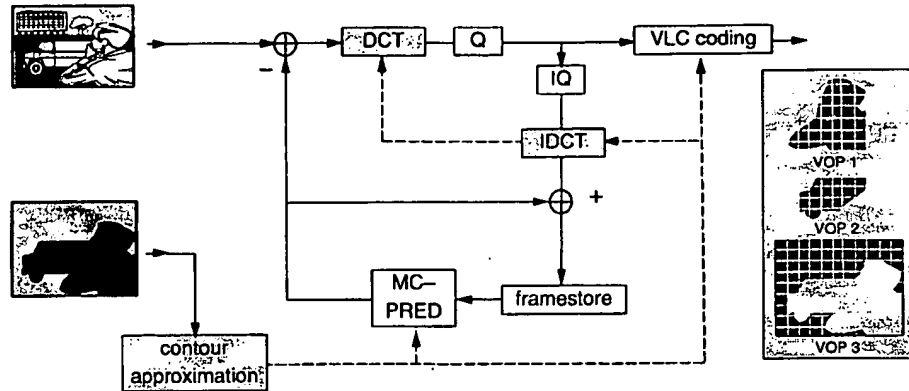 DCT
Q
VLC coding
−
IQ
IDCT
+
MC–
PRED
framestore
contour
approximation
VOP 1
VOP 2
VOP 3